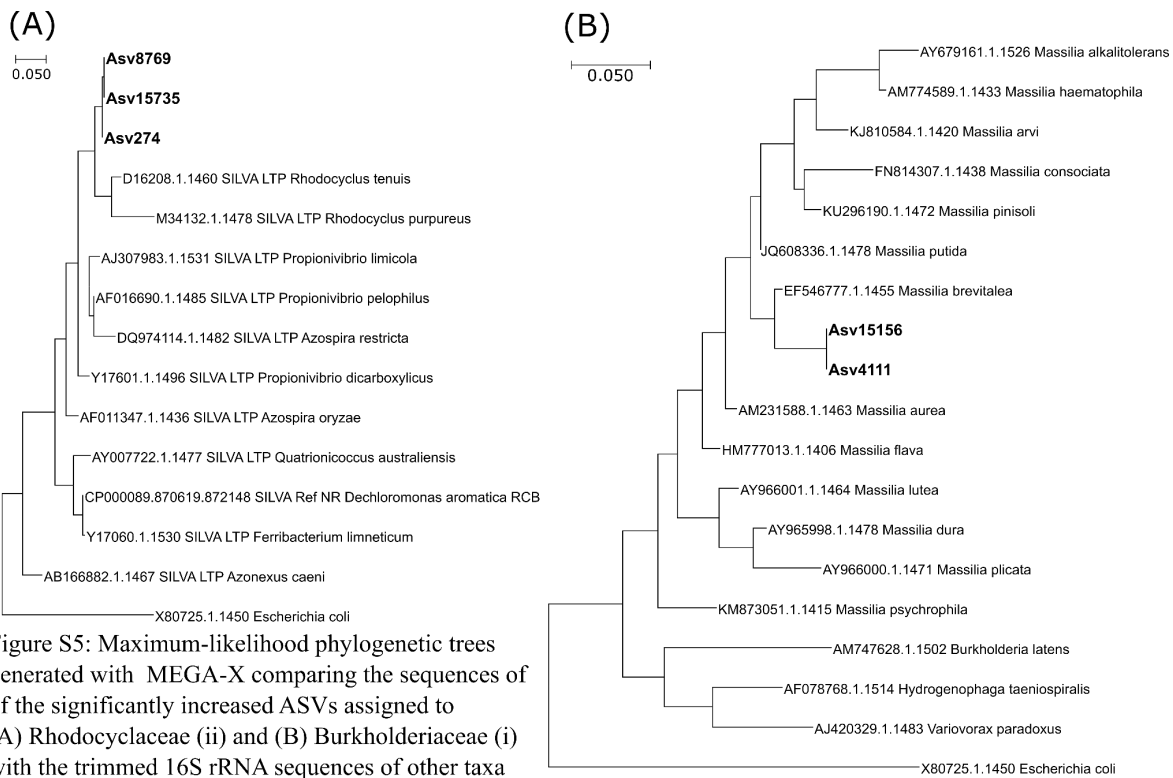 (A)
0.050
Asv8769
Asv15735
Asv274
D16208.1.1460 SILVA LTP Rhodocyclus tenuis
M34132.1.1478 SILVA LTP Rhodocyclus purpureus
AJ307983.1.1531 SILVA LTP Propionivibrio limicola
AF016690.1.1485 SILVA LTP Propionivibrio pelophilus
DQ974114.1.1482 SILVA LTP Azospira restricta
Y17601.1.1496 SILVA LTP Propionivibrio dicarboxylicus
AF011347.1.1436 SILVA LTP Azospira oryzae
AY007722.1.1477 SILVA LTP Quatrionicoccus australiensis
CP000089.870619.872148 SILVA Ref NR Dechloromonas aromatica RCB
Y17060.1.1530 SILVA LTP Ferribacterium limneticum
AB166882.1.1467 SILVA LTP Azonexus caeni
X80725.1.1450 Escherichia coli
igure S5: Maximum-likelihood phylogenetic trees
enerated with MEGA-X comparing the sequences of
f the significantly increased ASVs assigned to
A) Rhodocyclaceae (ii) and (B) Burkholderiaceae (i)
with the trimmed 16S rRNA sequences of other taxa
(B)
0.050
AY679161.1.1526 Massilia alkalitolerans
AM774589.1.1433 Massilia haematophila
KJ810584.1.1420 Massilia arvi
FN814307.1.1438 Massilia consociata
KU296190.1.1472 Massilia pinisoli
JQ608336.1.1478 Massilia putida
EF546777.1.1455 Massilia brevitalea
Asv15156
Asv4111
AM231588.1.1463 Massilia aurea
HM777013.1.1406 Massilia flava
AY966001.1.1464 Massilia lutea
AY965998.1.1478 Massilia dura
AY966000.1.1471 Massilia plicata
KM873051.1.1415 Massilia psychrophila
AM747628.1.1502 Burkholderia latens
AF078768.1.1514 Hydrogenophaga taeniospiralis
AJ420329.1.1483 Variovorax paradoxus
X80725.1.1450 Escherichia coli